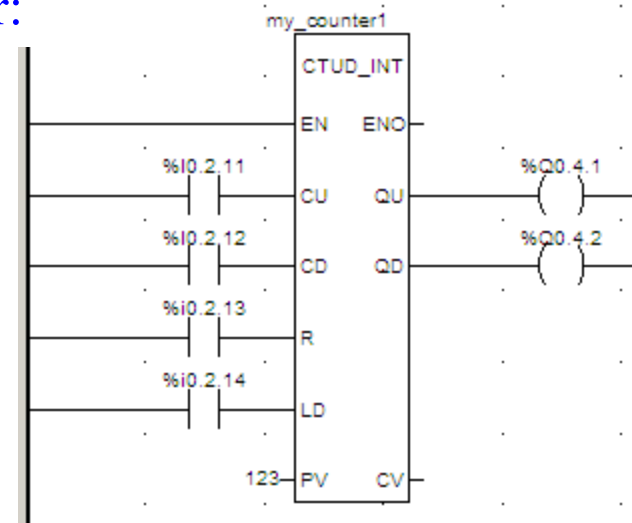 r:
my_counter1
CTUD_INT
EN ENO
%I0.2.11 %Q0.4.1
CU QU
%I0.2.12 %Q0.4.2
CD QD
%i0.2.13
R
%i0.2.14
LD
123 PV CV